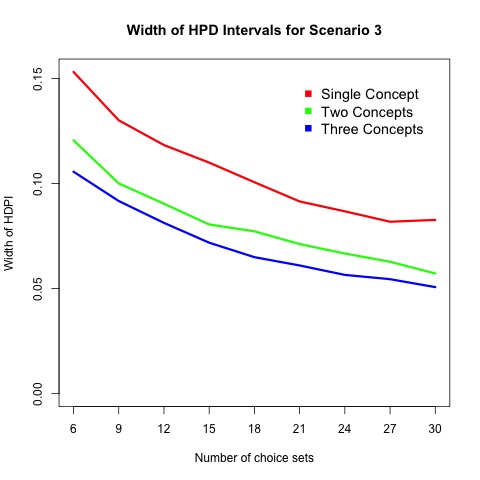 Width of HPD Intervals for Scenario 3
Width of HDPI
0.15
0.10
0.05
0.00
Single Concept
Two Concepts
Three Concepts
6 9 12 15 18 21 24 27 30
Number of choice sets